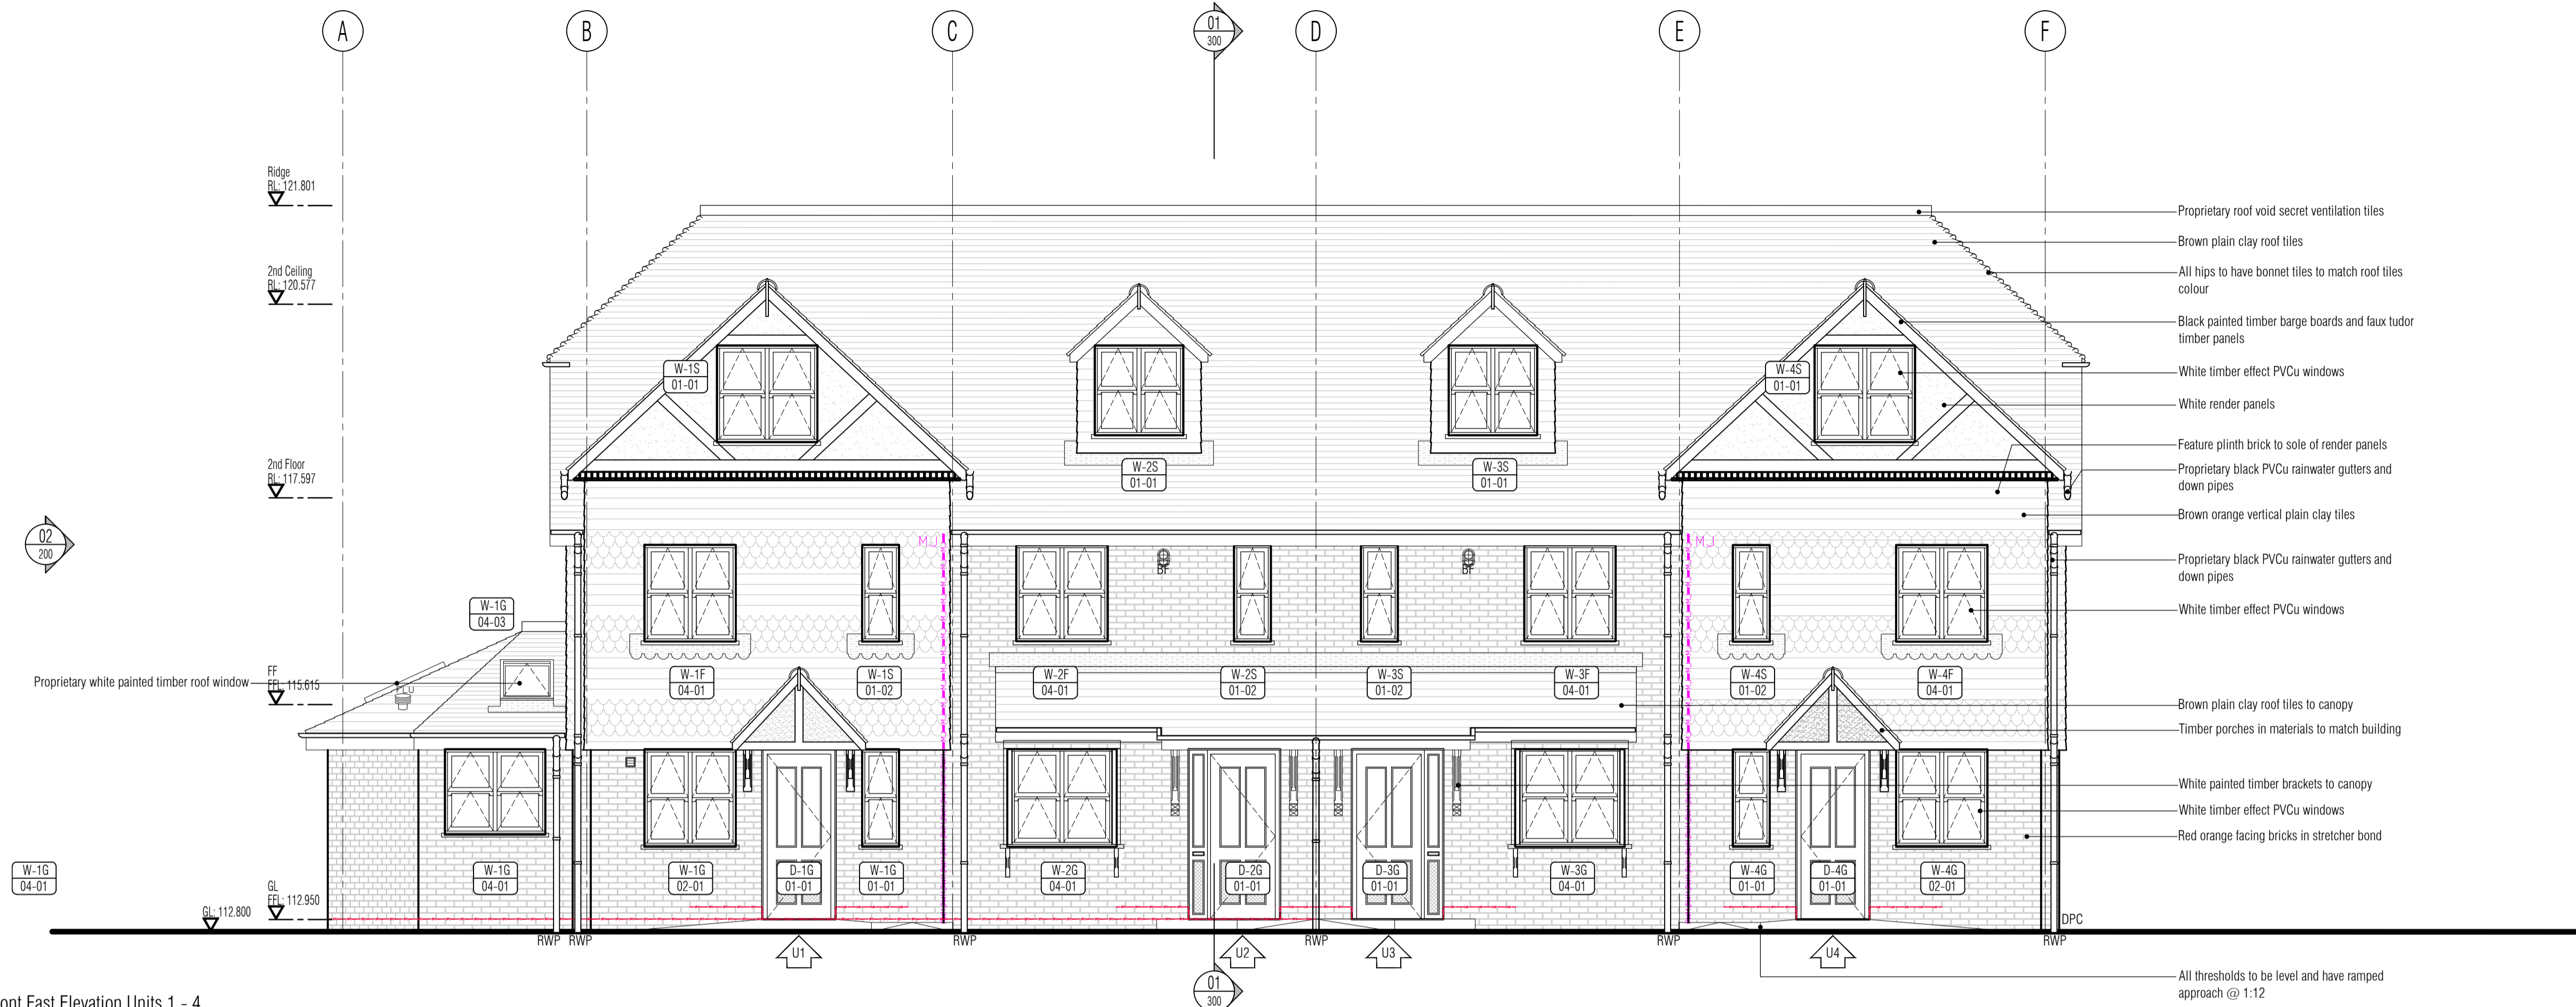 A
B
C
01
300
D
E
F
Ridge
RL: 121.801
Proprietary roof void secret ventilation tiles
Brown plain clay roof tiles
2nd Ceiling
RL: 120.577
All hips to have bonnet tiles to match roof tiles
colour
Black painted timber barge boards and faux tudor
timber panels
W-1S
01-01
W-4S
01-01
White timber effect PVCu windows
White render panels
Feature plinth brick to sole of render panels
2nd Floor
RL: 117.597
W-2S
01-01
W-3S
01-01
Proprietary black PVCu rainwater gutters and
down pipes
Brown orange vertical plain clay tiles
02
200
MJ
MJ
BF
BF
Proprietary black PVCu rainwater gutters and
down pipes
W-1G
04-03
White timber effect PVCu windows
Proprietary white painted timber roof window
FF
FFL: 115.615
FLU
W-1F
04-01
W-1S
01-02
W-2F
04-01
W-2S
01-02
W-3S
01-02
W-3F
04-01
W-4S
01-02
W-4F
04-01
Brown plain clay roof tiles to canopy
Timber porches in materials to match building
White painted timber brackets to canopy
White timber effect PVCu windows
Red orange facing bricks in stretcher bond
W-1G
04-01
W-1G
04-01
W-1G
02-01
D-1G
01-01
W-1G
01-01
W-2G
04-01
D-2G
01-01
D-3G
01-01
W-3G
04-01
W-4G
01-01
D-4G
01-01
W-4G
02-01
GL
FFL: 112.950
GL: 112.800
DPC
RWP
RWP
RWP
RWP
RWP
RWP
U1
U2
U3
U4
All thresholds to be level and have ramped
approach @ 1:12
01
300
ont East Elevation Units 1 - 4